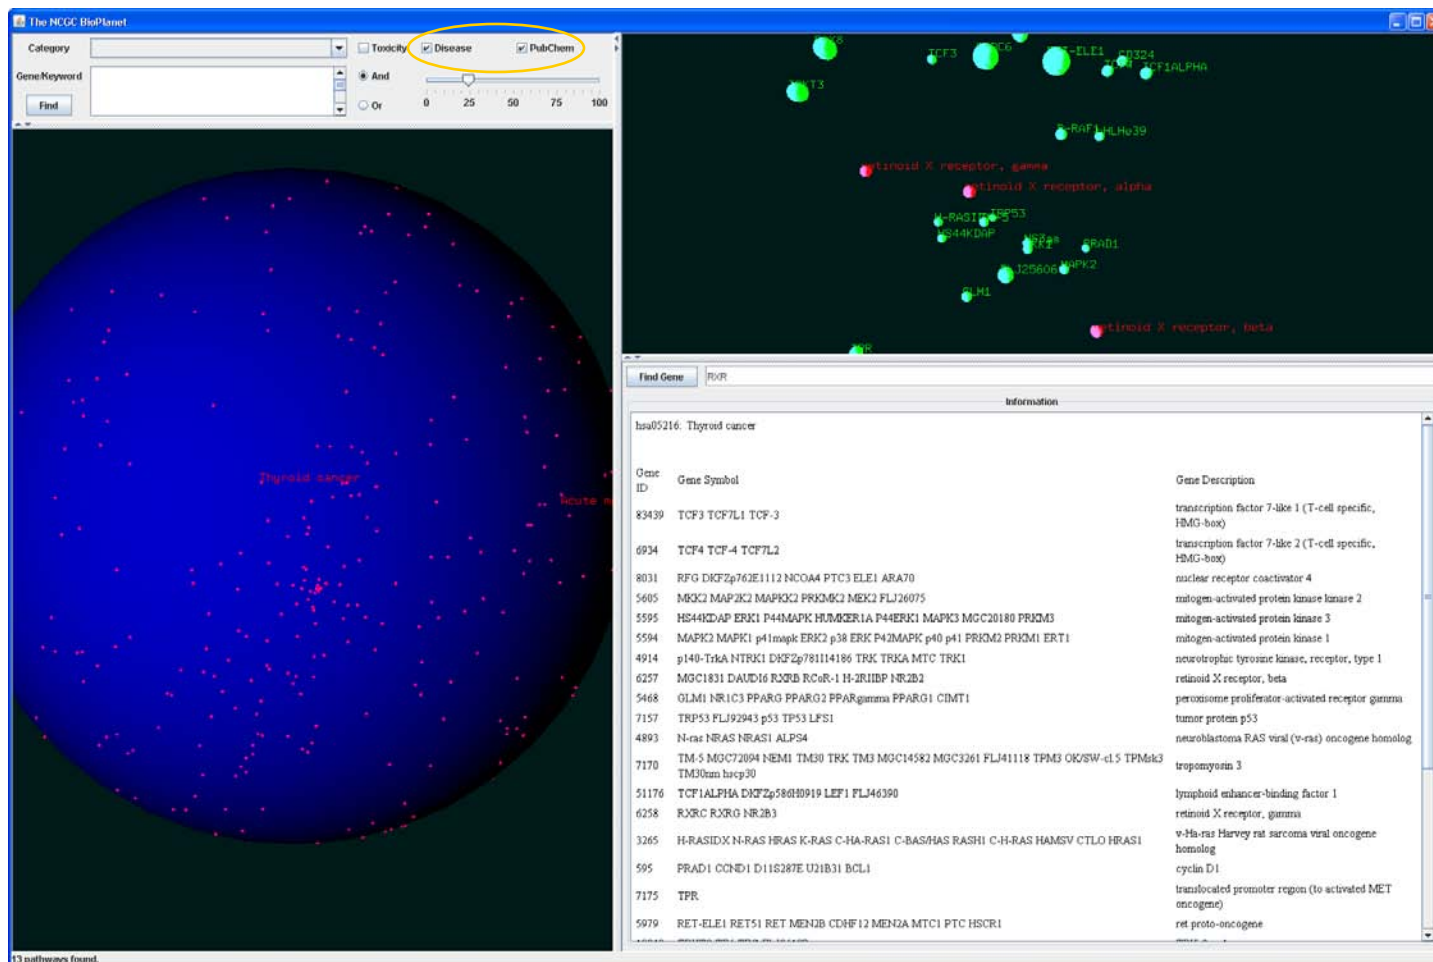 The NCGC BioPlanet
Category
Toxicity
Disease
PubChem
Gene/Keyword
And
Find
Or
0 25 50 75 100
Thyroid cancer
Acute m
TCF3
CD324
TCF1ALPHA
retinoid X receptor, gamma
retinoid X receptor, alpha
TRP53
HS44KDAP
PRAD1
MAPK2
FLJ25606
GLM1
retinoid X receptor, beta
TPR
Find Gene RXR
Information
hsa05216: Thyroid cancer
Gene ID Gene Symbol Gene Description
83439 TCF3 TCF7L1 TCF-3 transcription factor 7-like 1 (T-cell specific, HMG-box)
6934 TCF4 TCF-4 TCF7L2 transcription factor 7-like 2 (T-cell specific, HMG-box)
8031 RFG DKFZp762E1112 NCOA4 PTC3 ELE1 ARA70 nuclear receptor coactivator 4
5605 MKK2 MAP2K2 MAPKK2 PRKMK2 MEK2 FLJ26075 mitogen-activated protein kinase kinase 2
5595 HS44KDAP ERK1 P44MAPK HUMKER1A P44ERK1 MAPK3 MGC20180 PRKM3 mitogen-activated protein kinase 3
5594 MAPK2 MAPK1 p41mapk ERK2 p38 ERK P42MAPK p40 p41 PRKM2 PRKM1 ERT1 mitogen-activated protein kinase 1
4914 p140-TrkA NTRK1 DKFZp781I14186 TRK TRKA MTC TRK1 neurotrophic tyrosine kinase, receptor, type 1
6257 MGC1831 DAUDI6 RXRB RCoR-1 H-2RIIBP NR2B2 retinoid X receptor, beta
5468 GLM1 NR1C3 PPARG PPARG2 PPARgamma PPARG1 CIMT1 peroxisome proliferator-activated receptor gamma
7157 TRP53 FLJ92943 p53 TP53 LFS1 tumor protein p53
4893 N-ras NRAS NRAS1 ALPS4 neuroblastoma RAS viral (v-ras) oncogene homolog
7170 TM-5 MGC72094 NEM1 TM30 TRK TM3 MGC14582 MGC3261 FLJ41118 TPM3 OK/SW-cl.5 TPMsk3 TM30nm hscp30 tropomyosin 3
51176 TCF1ALPHA DKFZp586H0919 LEF1 FLJ46390 lymphoid enhancer-binding factor 1
6258 RXRC RXRG NR2B3 retinoid X receptor, gamma
3265 H-RASIDX N-RAS HRAS K-RAS C-HA-RAS1 C-BAS/HAS RASH1 C-H-RAS HAMSV CTLO HRAS1 v-Ha-ras Harvey rat sarcoma viral oncogene homolog
595 PRAD1 CCND1 D11S287E U21B31 BCL1 cyclin D1
7175 TPR translocated promoter region (to activated MET oncogene)
5979 RET-ELE1 RET51 RET MEN2B CDHF12 MEN2A MTC1 PTC HSCR1 ret proto-oncogene
13 pathways found.